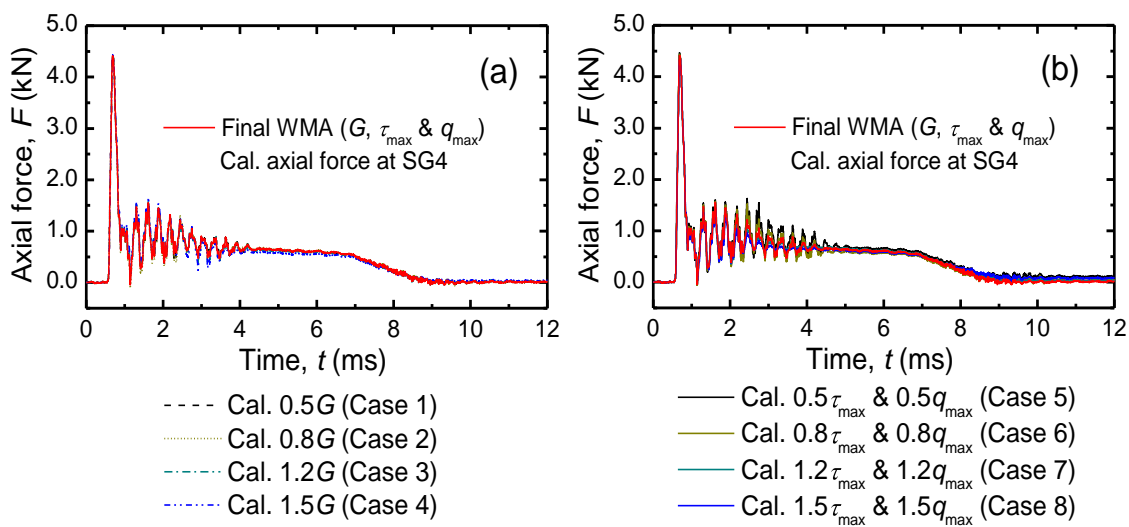 5.0
4.0
3.0
2.0
1.0
0.0
Axial force, F (kN)
(a)
Final WMA (G, τmax & qmax)
Cal. axial force at SG4
0 2 4 6 8 10 12
Time, t (ms)
Cal. 0.5G (Case 1)
Cal. 0.8G (Case 2)
Cal. 1.2G (Case 3)
Cal. 1.5G (Case 4)
5.0
4.0
3.0
2.0
1.0
0.0
Axial force, F (kN)
(b)
Final WMA (G, τmax & qmax)
Cal. axial force at SG4
0 2 4 6 8 10 12
Time, t (ms)
Cal. 0.5τmax & 0.5qmax (Case 5)
Cal. 0.8τmax & 0.8qmax (Case 6)
Cal. 1.2τmax & 1.2qmax (Case 7)
Cal. 1.5τmax & 1.5qmax (Case 8)